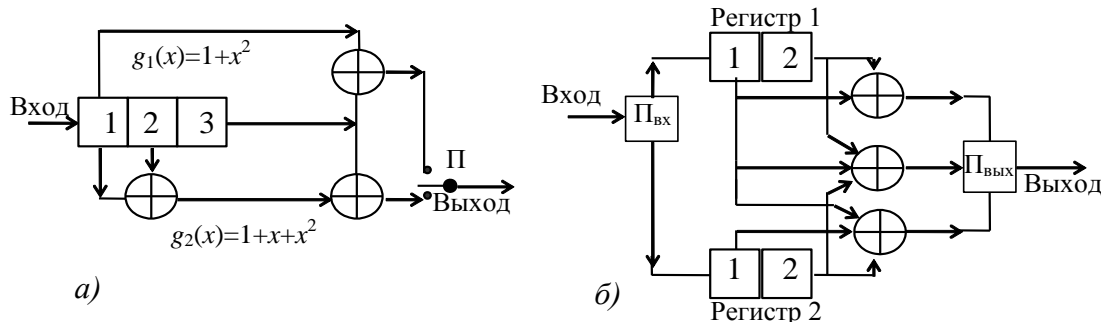 g₁(x)=1+x²
Вход
1 2 3
П
Выход
g₂(x)=1+x+x²
а)
Регистр 1
1 2
Вход
Пвх
Пвых
Выход
1 2
Регистр 2
б)